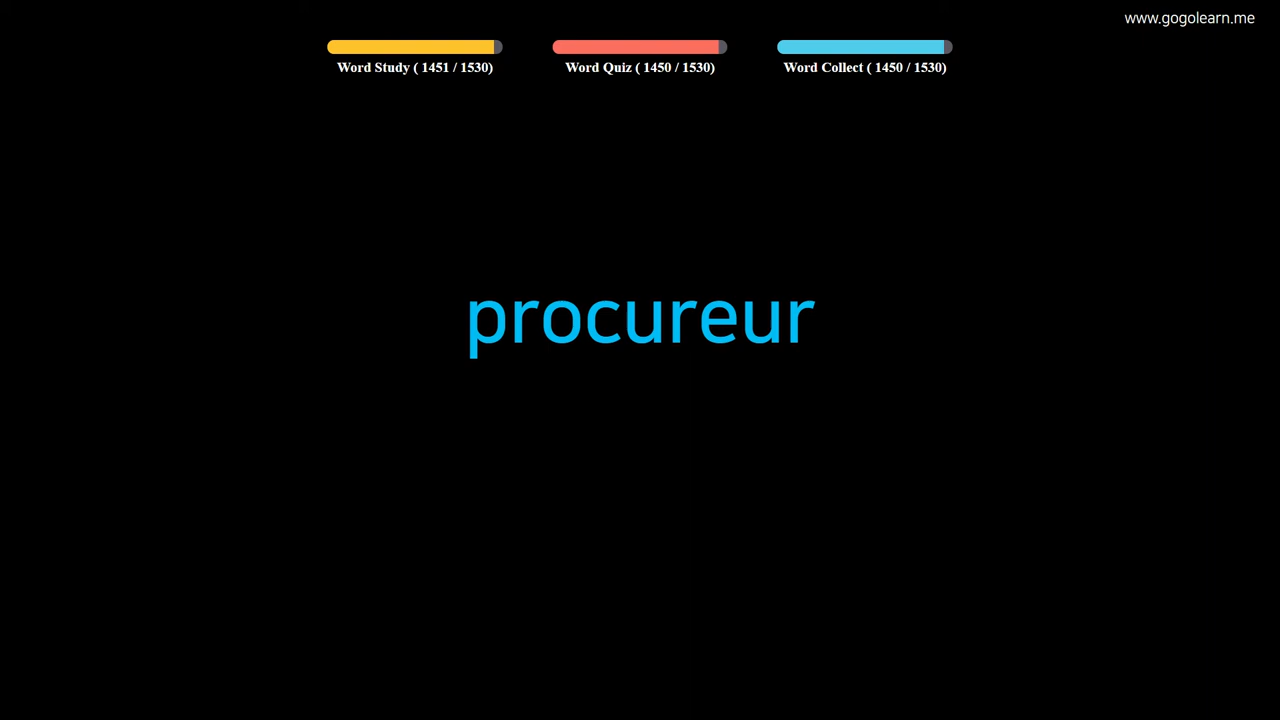 www.gogolearn.me
Word Study ( 1451 / 1530)
Word Quiz ( 1450 / 1530)
Word Collect ( 1450 / 1530)
procureur